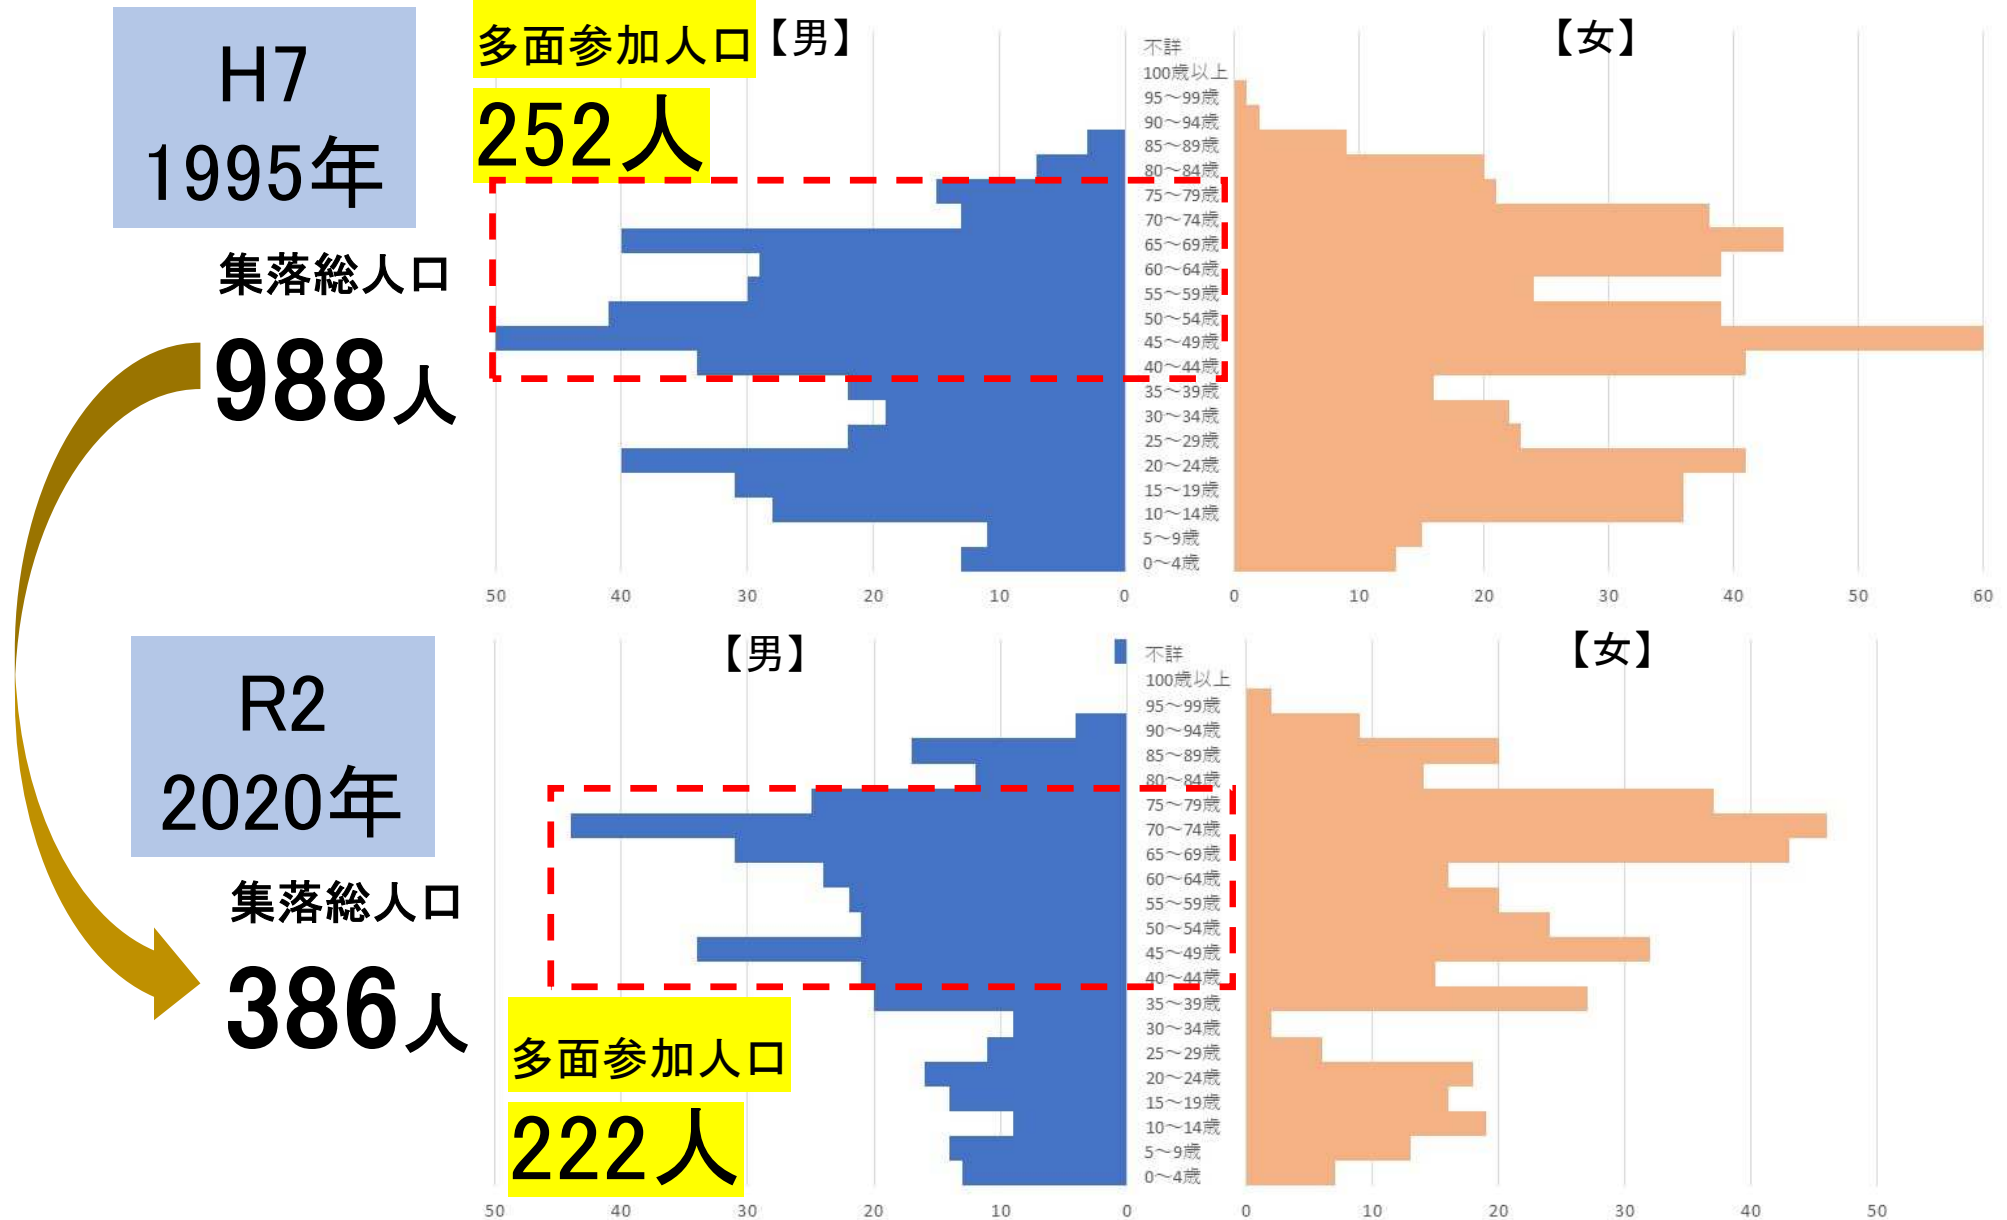 H7
1995年
集落総人口
988人
多面参加人口
252人
【男】
【女】
不詳
100歳以上
95～99歳
90～94歳
85～89歳
80～84歳
75～79歳
70～74歳
65～69歳
60～64歳
55～59歳
50～54歳
45～49歳
40～44歳
35～39歳
30～34歳
25～29歳
20～24歳
15～19歳
10～14歳
5～9歳
0～4歳
50 40 30 20 10 0
0 10 20 30 40 50 60
R2
2020年
集落総人口
386人
【男】
【女】
不詳
100歳以上
95～99歳
90～94歳
85～89歳
80～84歳
75～79歳
70～74歳
65～69歳
60～64歳
55～59歳
50～54歳
45～49歳
40～44歳
35～39歳
30～34歳
25～29歳
20～24歳
15～19歳
10～14歳
5～9歳
0～4歳
多面参加人口
222人
50 40 30 20 10 0
0 10 20 30 40 50